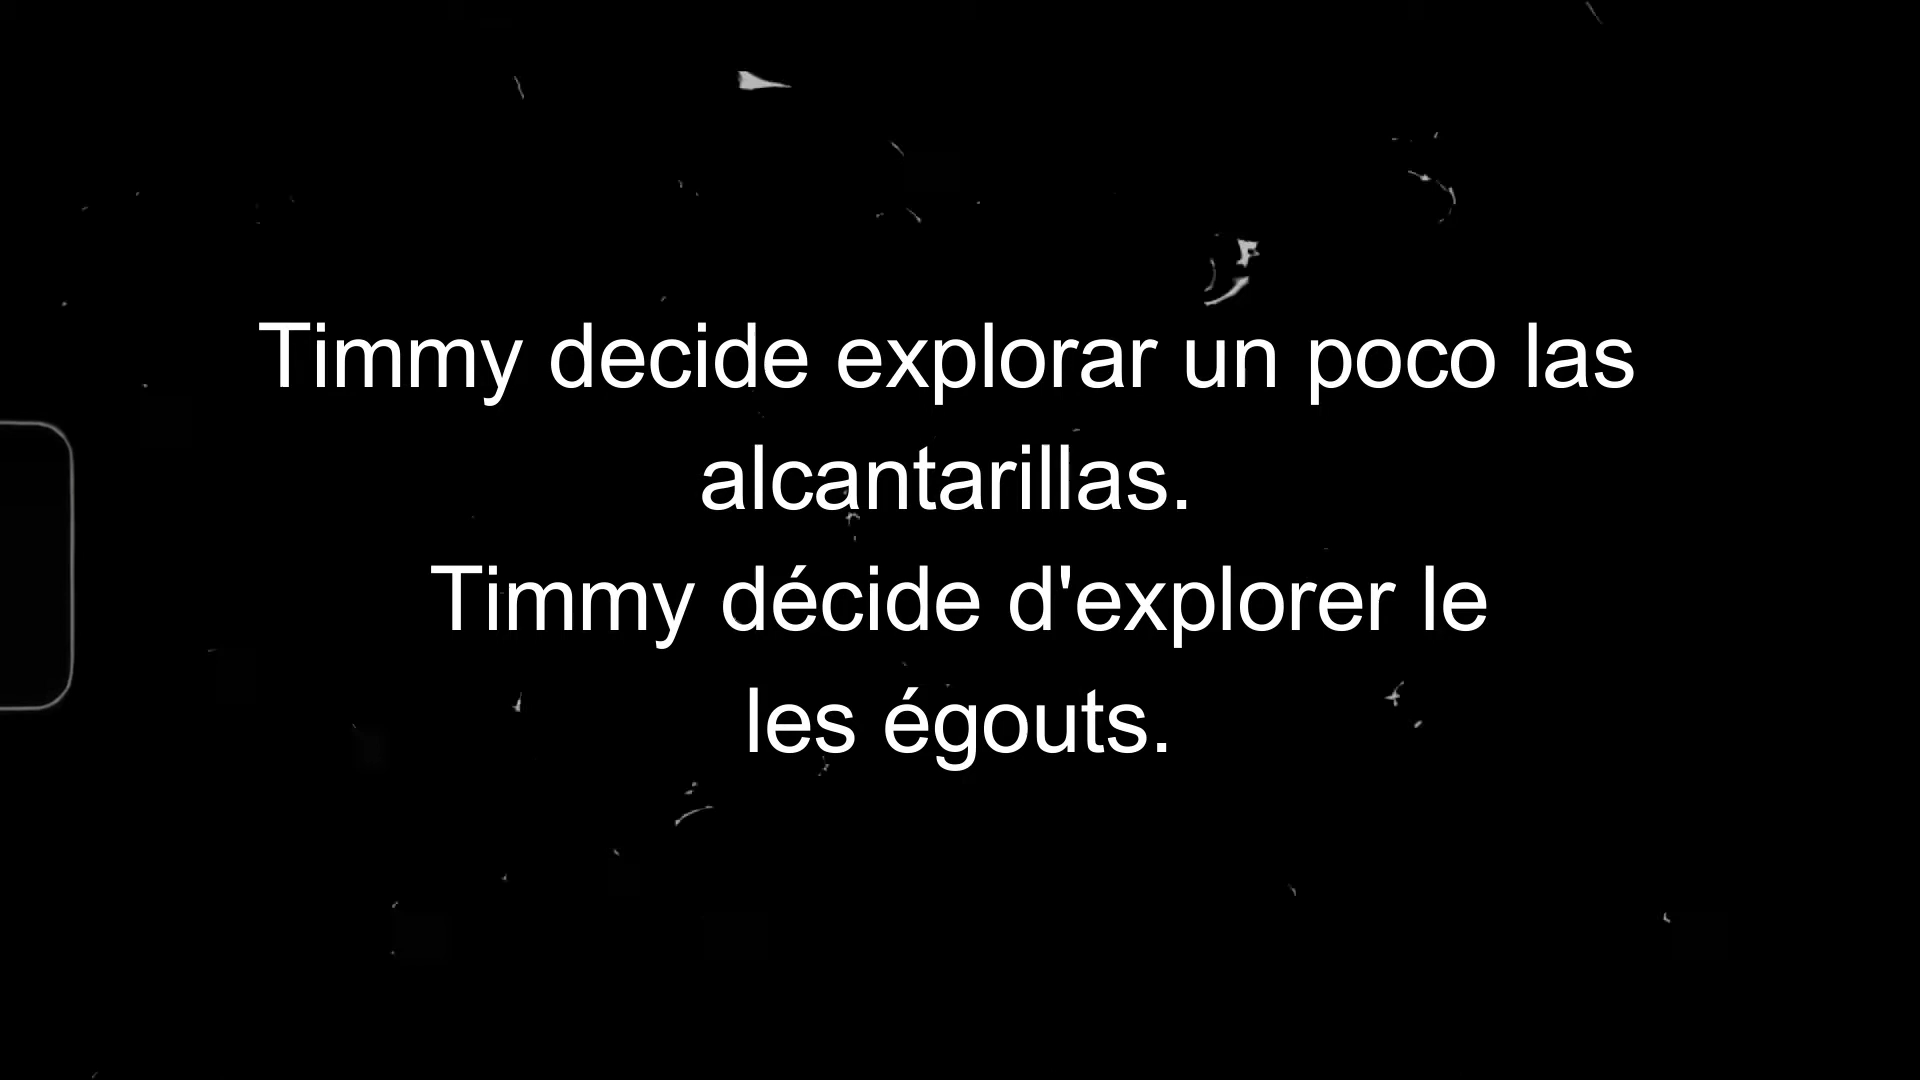 Timmy decide explorar un poco las
alcantarillas.
Timmy décide d'explorer le
les égouts.